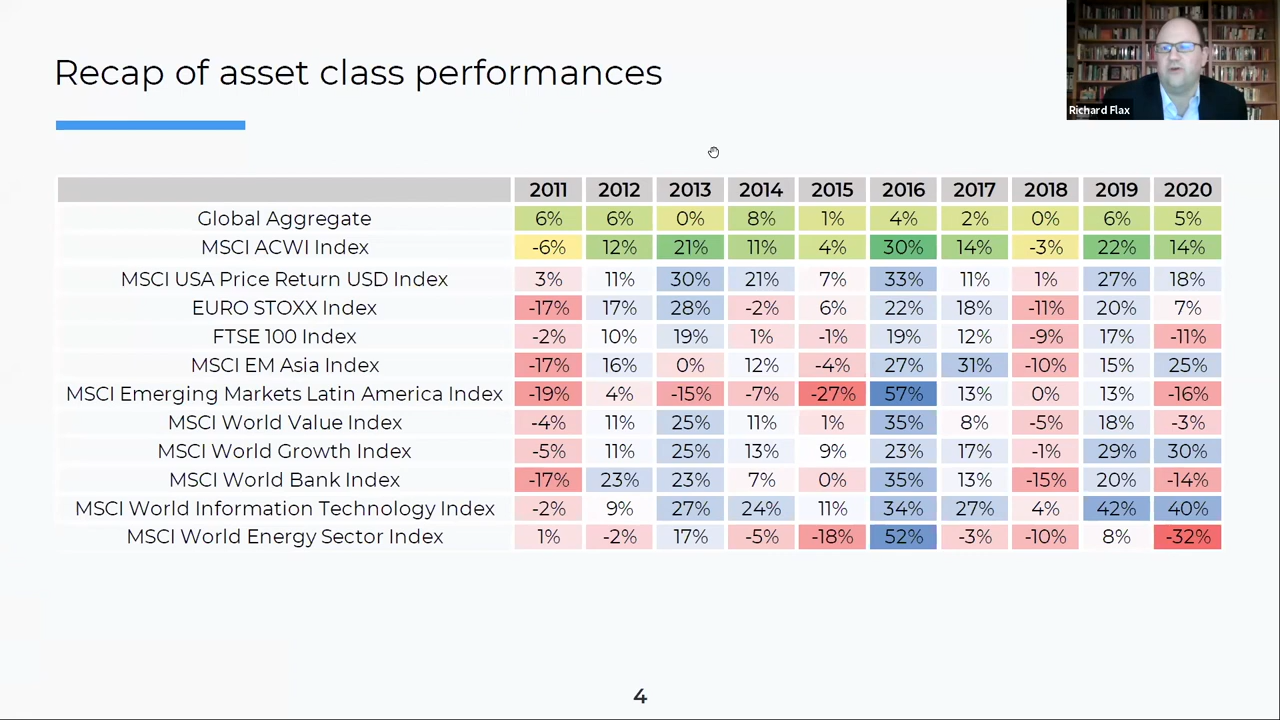 Recap of asset class performances
Richard Flax
2011 2012 2013 2014 2015 2016 2017 2018 2019 2020
Global Aggregate 6% 6% 0% 8% 1% 4% 2% 0% 6% 5%
MSCI ACWI Index -6% 12% 21% 11% 4% 30% 14% -3% 22% 14%
MSCI USA Price Return USD Index 3% 11% 30% 21% 7% 33% 11% 1% 27% 18%
EURO STOXX Index -17% 17% 28% -2% 6% 22% 18% -11% 20% 7%
FTSE 100 Index -2% 10% 19% 1% -1% 19% 12% -9% 17% -11%
MSCI EM Asia Index -17% 16% 0% 12% -4% 27% 31% -10% 15% 25%
MSCI Emerging Markets Latin America Index -19% 4% -15% -7% -27% 57% 13% 0% 13% -16%
MSCI World Value Index -4% 11% 25% 11% 1% 35% 8% -5% 18% -3%
MSCI World Growth Index -5% 11% 25% 13% 9% 23% 17% -1% 29% 30%
MSCI World Bank Index -17% 23% 23% 7% 0% 35% 13% -15% 20% -14%
MSCI World Information Technology Index -2% 9% 27% 24% 11% 34% 27% 4% 42% 40%
MSCI World Energy Sector Index 1% -2% 17% -5% -18% 52% -3% -10% 8% -32%
4